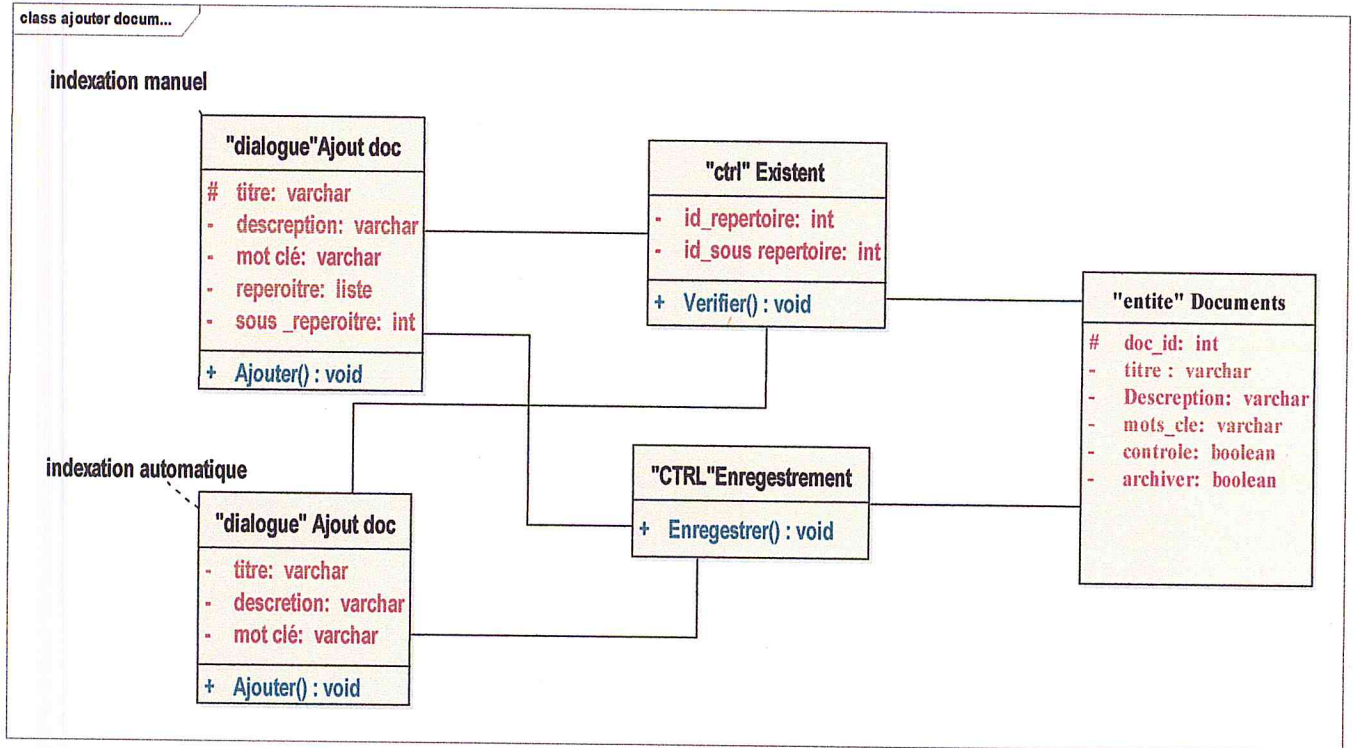 class ajouter docum...
indexation manuel
"dialogue"Ajout doc
# titre: varchar
- descreption: varchar
- mot clé: varchar
- reperoitre: liste
- sous _reperoitre: int
+ Ajouter() : void
"ctrl" Existent
- id_repertoire: int
- id_sous repertoire: int
+ Verifier() : void
"entite" Documents
# doc_id: int
- titre : varchar
- Descreption: varchar
- mots_cle: varchar
- controle: boolean
- archiver: boolean
indexation automatique
"dialogue" Ajout doc
- titre: varchar
- descretion: varchar
- mot clé: varchar
+ Ajouter() : void
"CTRL"Enregestrement
+ Enregestrer() : void